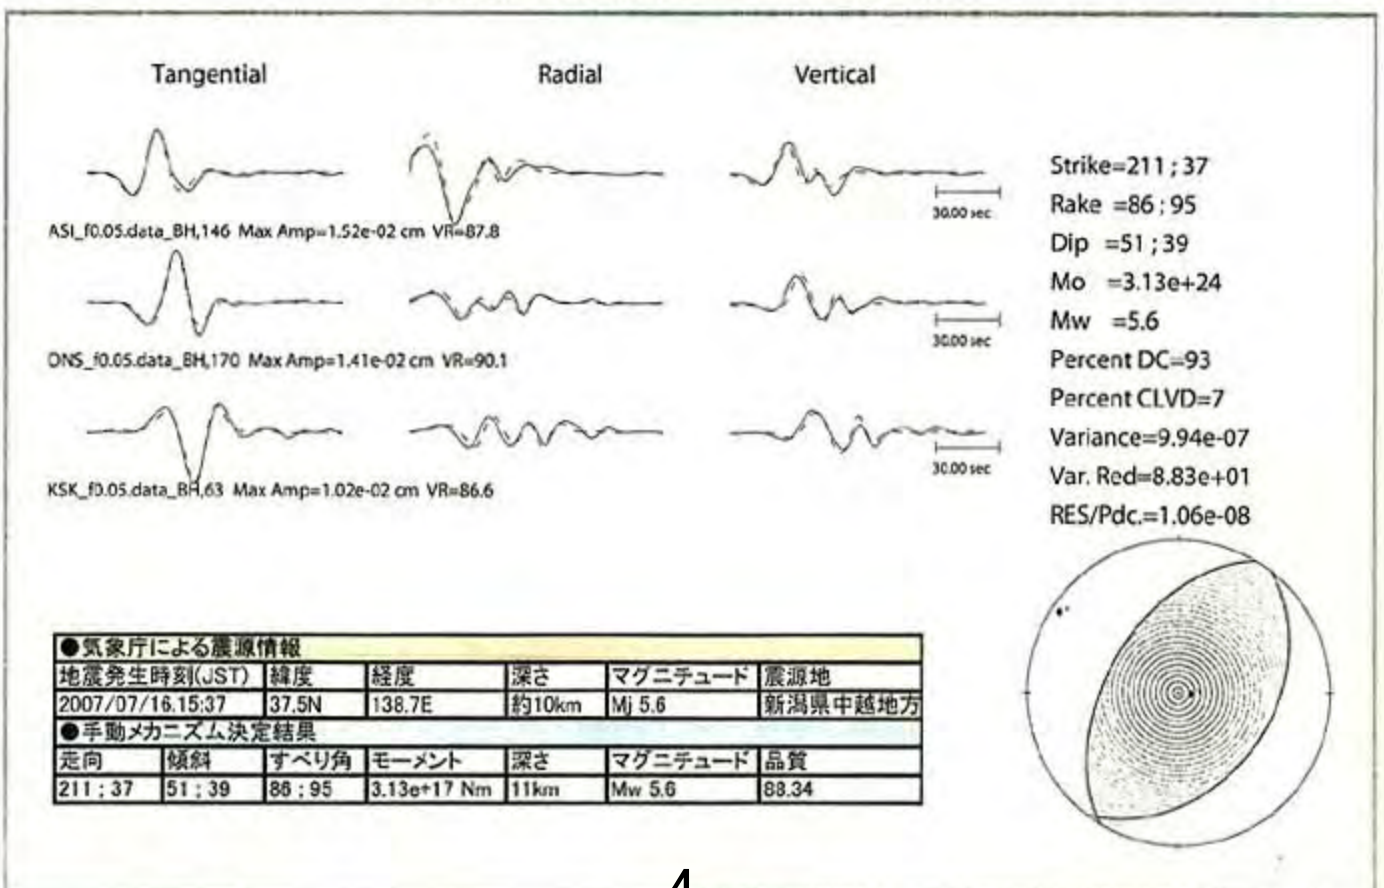 Tangential Radial Vertical
30.00 sec
ASI_f0.05.data_BH,146 Max Amp=1.52e-02 cm VR=87.8
30.00 sec
ONS_f0.05.data_BH,170 Max Amp=1.41e-02 cm VR=90.1
30.00 sec
KSK_f0.05.data_BH,63 Max Amp=1.02e-02 cm VR=86.6
Strike=211 ; 37
Rake =86 ; 95
Dip =51 ; 39
Mo =3.13e+24
Mw =5.6
Percent DC=93
Percent CLVD=7
Variance=9.94e-07
Var. Red=8.83e+01
RES/Pdc.=1.06e-08
●気象庁による震源情報
地震発生時刻(JST) 緯度 経度 深さ マグニチュード 震源地
2007/07/16.15:37 37.5N 138.7E 約10km Mj 5.6 新潟県中越地方
●手動メカニズム決定結果
走向 傾斜 すべり角 モーメント 深さ マグニチュード 品質
211 ; 37 51 ; 39 86 ; 95 3.13e+17 Nm 11km Mw 5.6 88.34
4